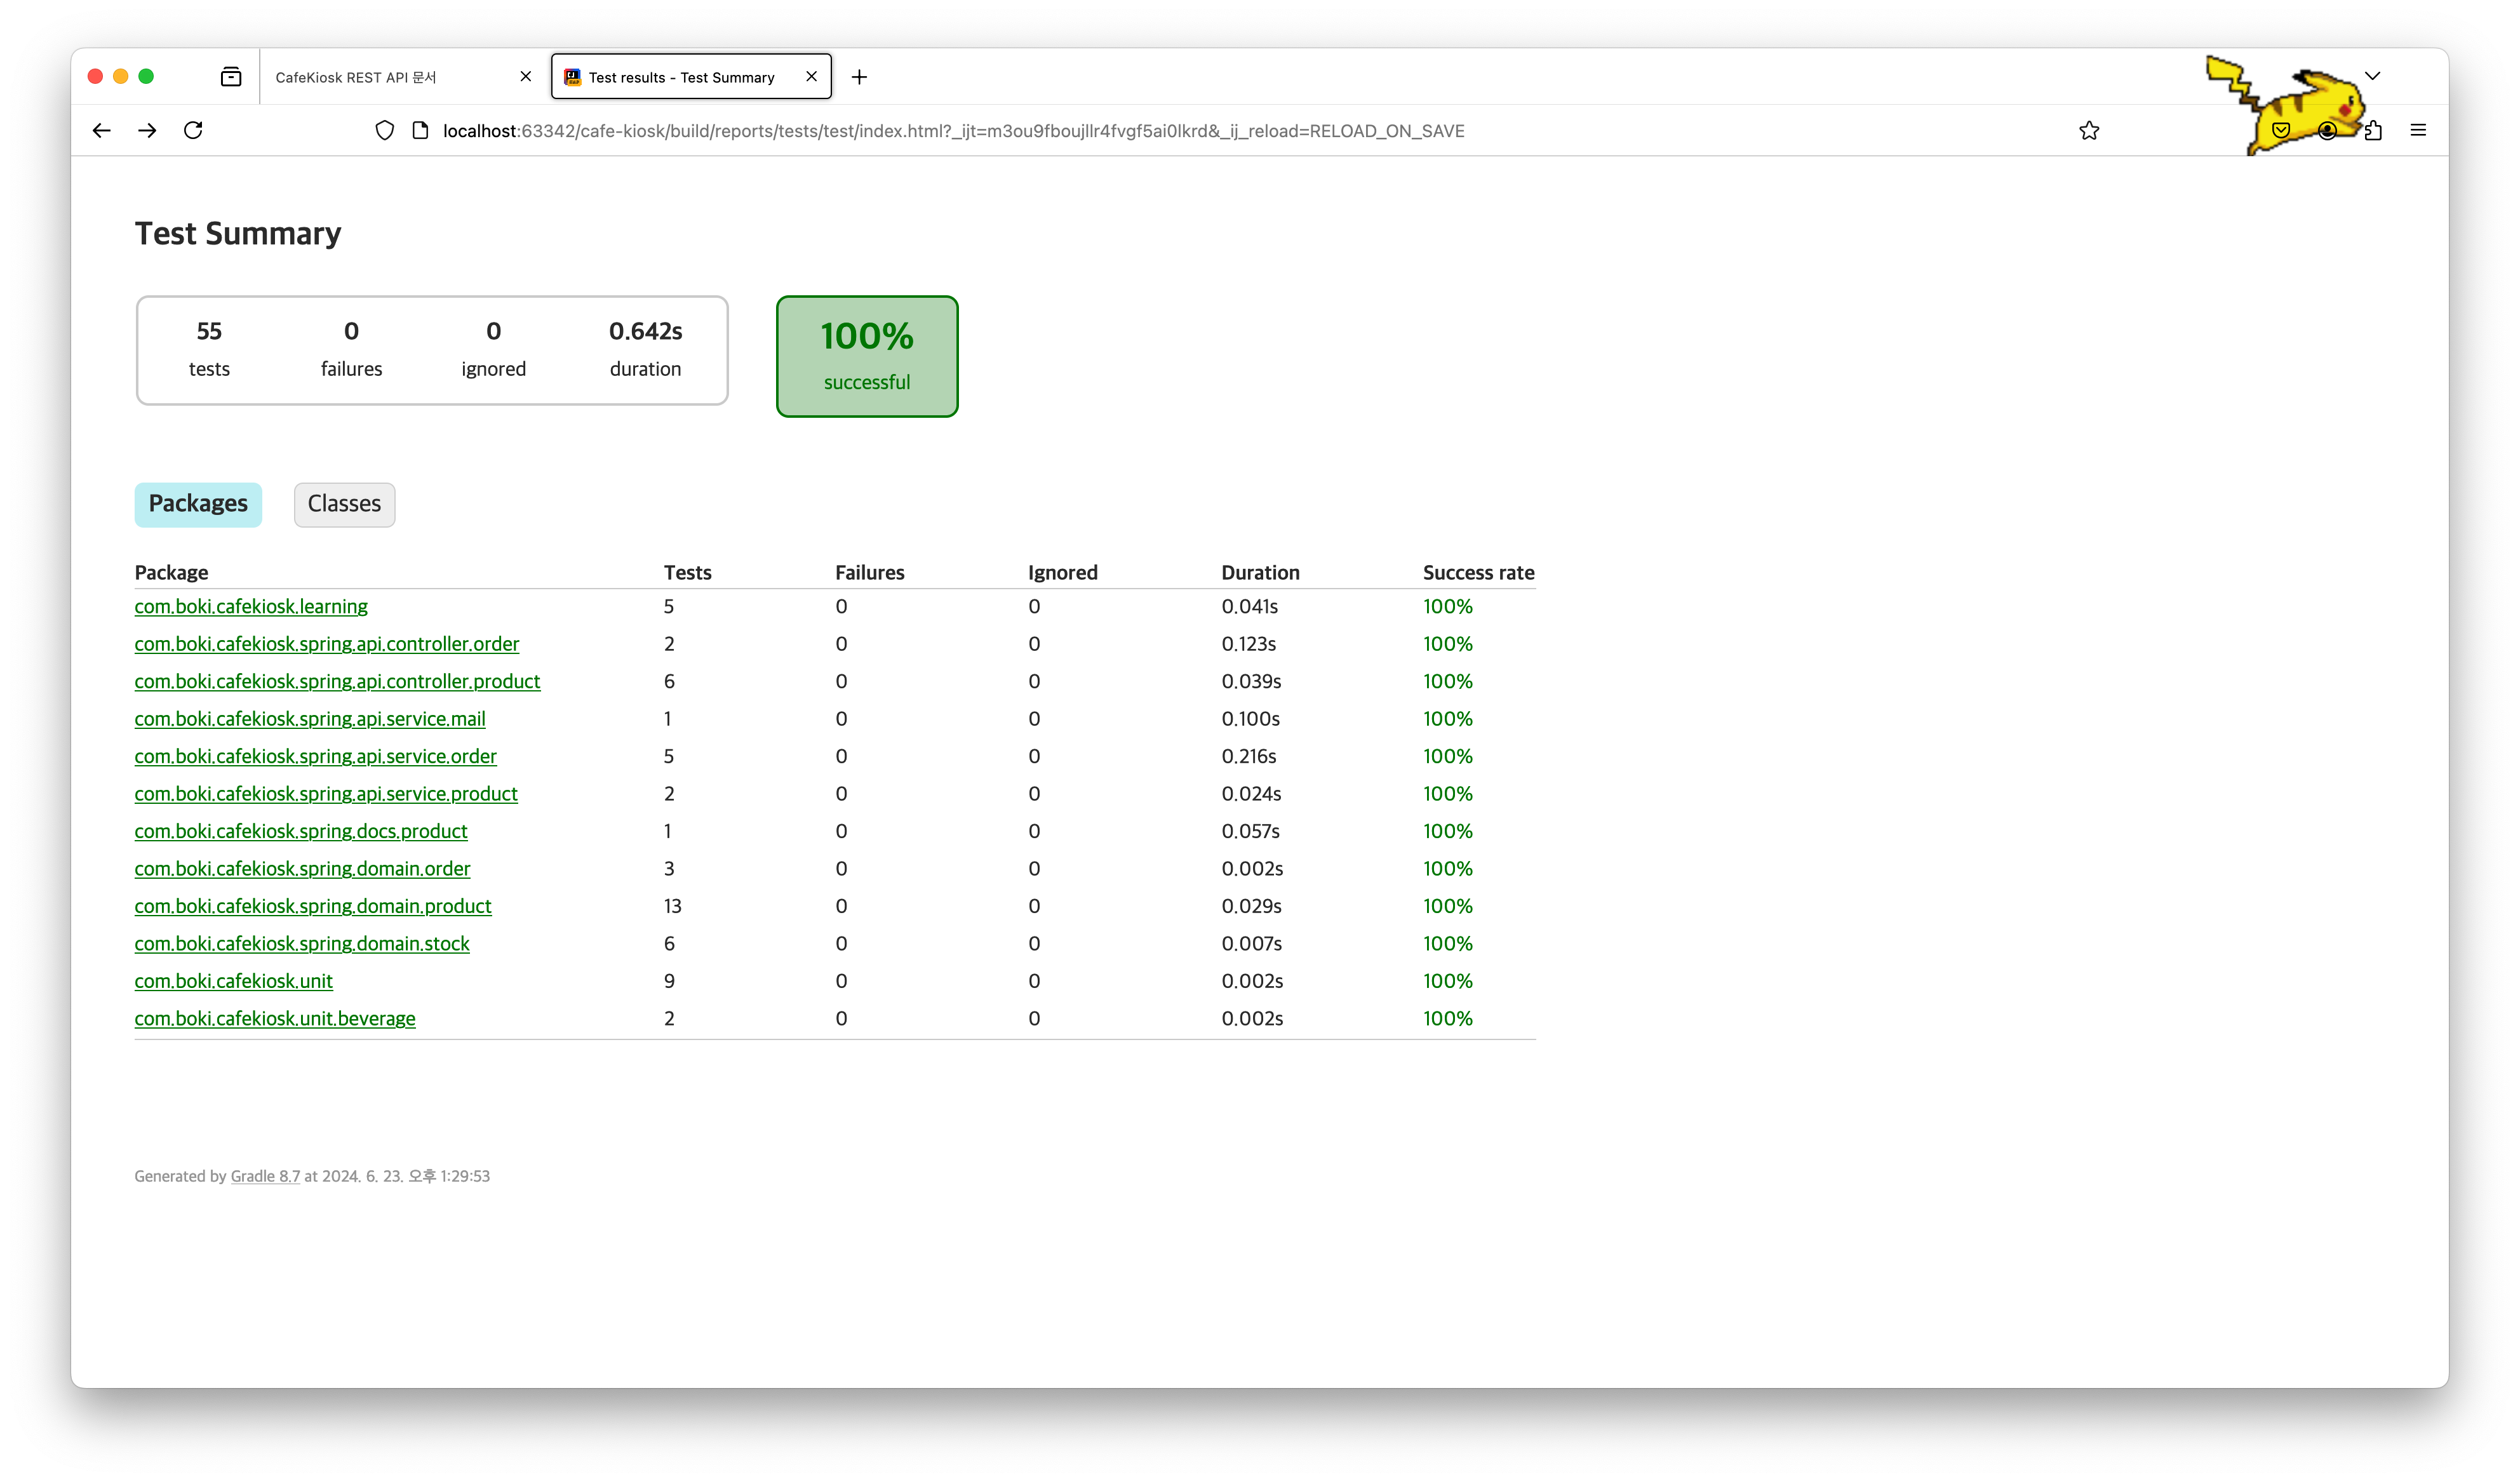 CafeKiosk REST API 문서
Test results - Test Summary
localhost:63342/cafe-kiosk/build/reports/tests/test/index.html?_ijt=m3ou9fboujllr4fvgf5ai0lkrd&_ij_reload=RELOAD_ON_SAVE
Test Summary
55 0 0 0.642s
tests failures ignored duration
100%
successful
Packages Classes
Package Tests Failures Ignored Duration Success rate
com.boki.cafekiosk.learning 5 0 0 0.041s 100%
com.boki.cafekiosk.spring.api.controller.order 2 0 0 0.123s 100%
com.boki.cafekiosk.spring.api.controller.product 6 0 0 0.039s 100%
com.boki.cafekiosk.spring.api.service.mail 1 0 0 0.100s 100%
com.boki.cafekiosk.spring.api.service.order 5 0 0 0.216s 100%
com.boki.cafekiosk.spring.api.service.product 2 0 0 0.024s 100%
com.boki.cafekiosk.spring.docs.product 1 0 0 0.057s 100%
com.boki.cafekiosk.spring.domain.order 3 0 0 0.002s 100%
com.boki.cafekiosk.spring.domain.product 13 0 0 0.029s 100%
com.boki.cafekiosk.spring.domain.stock 6 0 0 0.007s 100%
com.boki.cafekiosk.unit 9 0 0 0.002s 100%
com.boki.cafekiosk.unit.beverage 2 0 0 0.002s 100%
Generated by Gradle 8.7 at 2024. 6. 23. 오후 1:29:53